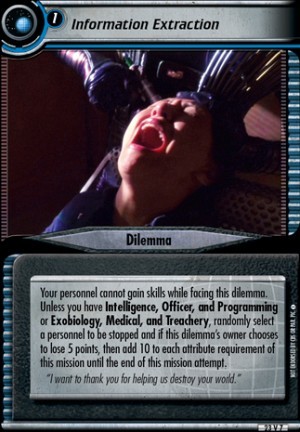 1
Information Extraction
Dilemma
Your personnel cannot gain skills while facing this dilemma.
Unless you have Intelligence, Officer, and Programming
or Exobiology, Medical, and Treachery, randomly select
a personnel to be stopped and if this dilemma's owner chooses
to lose 5 points, then add 10 to each attribute requirement of
this mission until the end of this mission attempt.
"I want to thank you for helping us destroy your world."
33 V 7